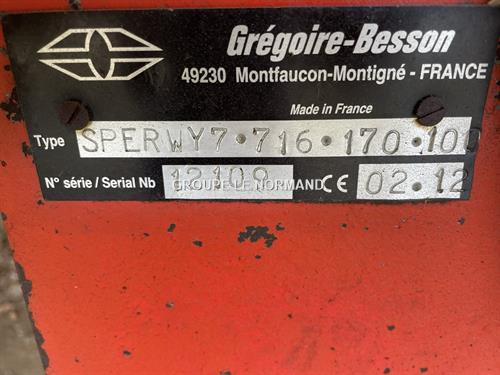 Grégoire-Besson
49230 Montfaucon-Montigné - FRANCE
Made in France
Type SPERWY7·716·170·100
N° série / Serial Nb 12109 CE 02.12
GROUPE LE NORMAND